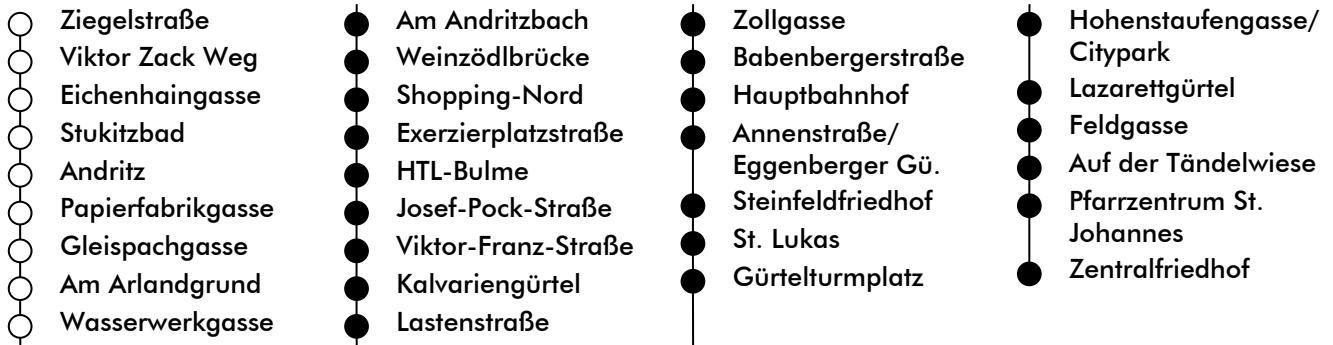 Ziegelstraße
Viktor Zack Weg
Eichenhaingasse
Stukitzbad
Andritz
Papierfabrikgasse
Gleispachgasse
Am Arlandgrund
Wasserwerkgasse
Am Andritzbach
Weinzödlbrücke
Shopping-Nord
Exerzierplatzstraße
HTL-Bulme
Josef-Pock-Straße
Viktor-Franz-Straße
Kalvariengürtel
Lastenstraße
Zollgasse
Babenbergerstraße
Hauptbahnhof
Annenstraße/
Eggenberger Gü.
Steinfeldfriedhof
St. Lukas
Gürtelturmplatz
Hohenstaufengasse/
Citypark
Lazarettgürtel
Feldgasse
Auf der Tändelwiese
Pfarrzentrum St.
Johannes
Zentralfriedhof